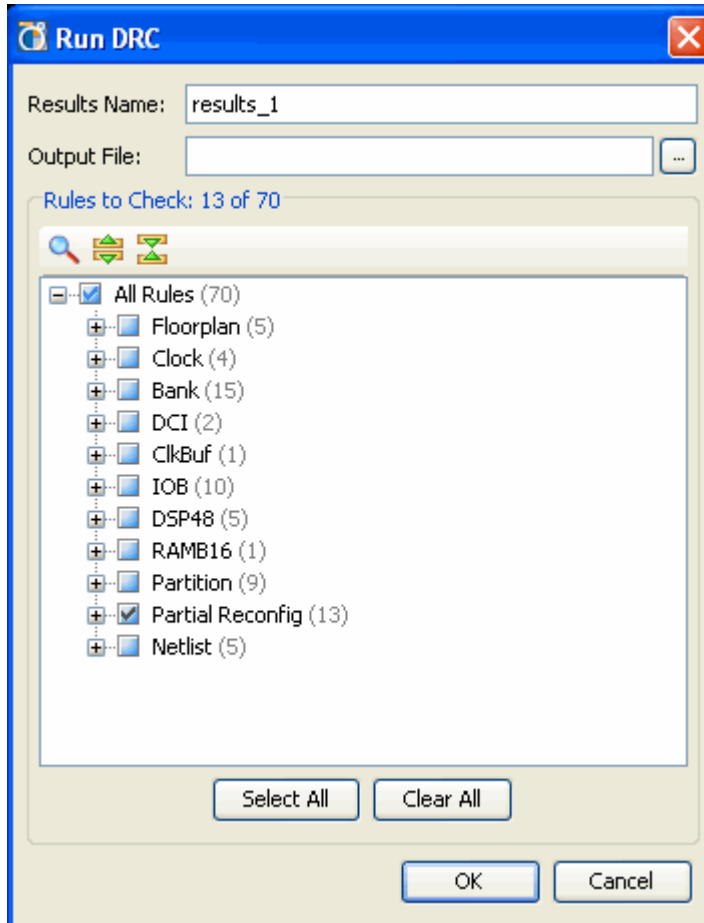 Run DRC
Results Name: results_1
Output File: ...
Rules to Check: 13 of 70
All Rules (70)
Floorplan (5)
Clock (4)
Bank (15)
DCI (2)
ClkBuf (1)
IOB (10)
DSP48 (5)
RAMB16 (1)
Partition (9)
Partial Reconfig (13)
Netlist (5)
Select All Clear All
OK Cancel